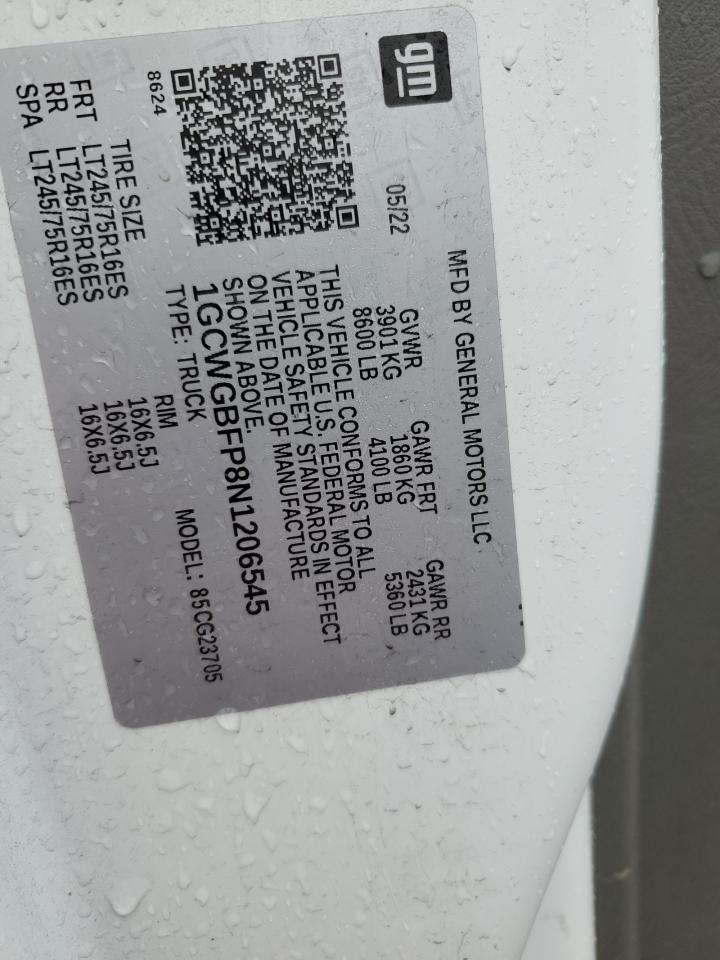 gm
MFD BY GENERAL MOTORS LLC
05/22
GVWR GAWR FRT GAWR RR
3901 KG 1860 KG 2431 KG
8600 LB 4100 LB 5360 LB
THIS VEHICLE CONFORMS TO ALL
APPLICABLE U.S. FEDERAL MOTOR
VEHICLE SAFETY STANDARDS IN EFFECT
ON THE DATE OF MANUFACTURE
SHOWN ABOVE.
1GCWGBFP8N1206545
TYPE: TRUCK MODEL: 85CG23705
8624
TIRE SIZE RIM
FRT LT245/75R16ES 16X6.5J
RR LT245/75R16ES 16X6.5J
SPA LT245/75R16ES 16X6.5J